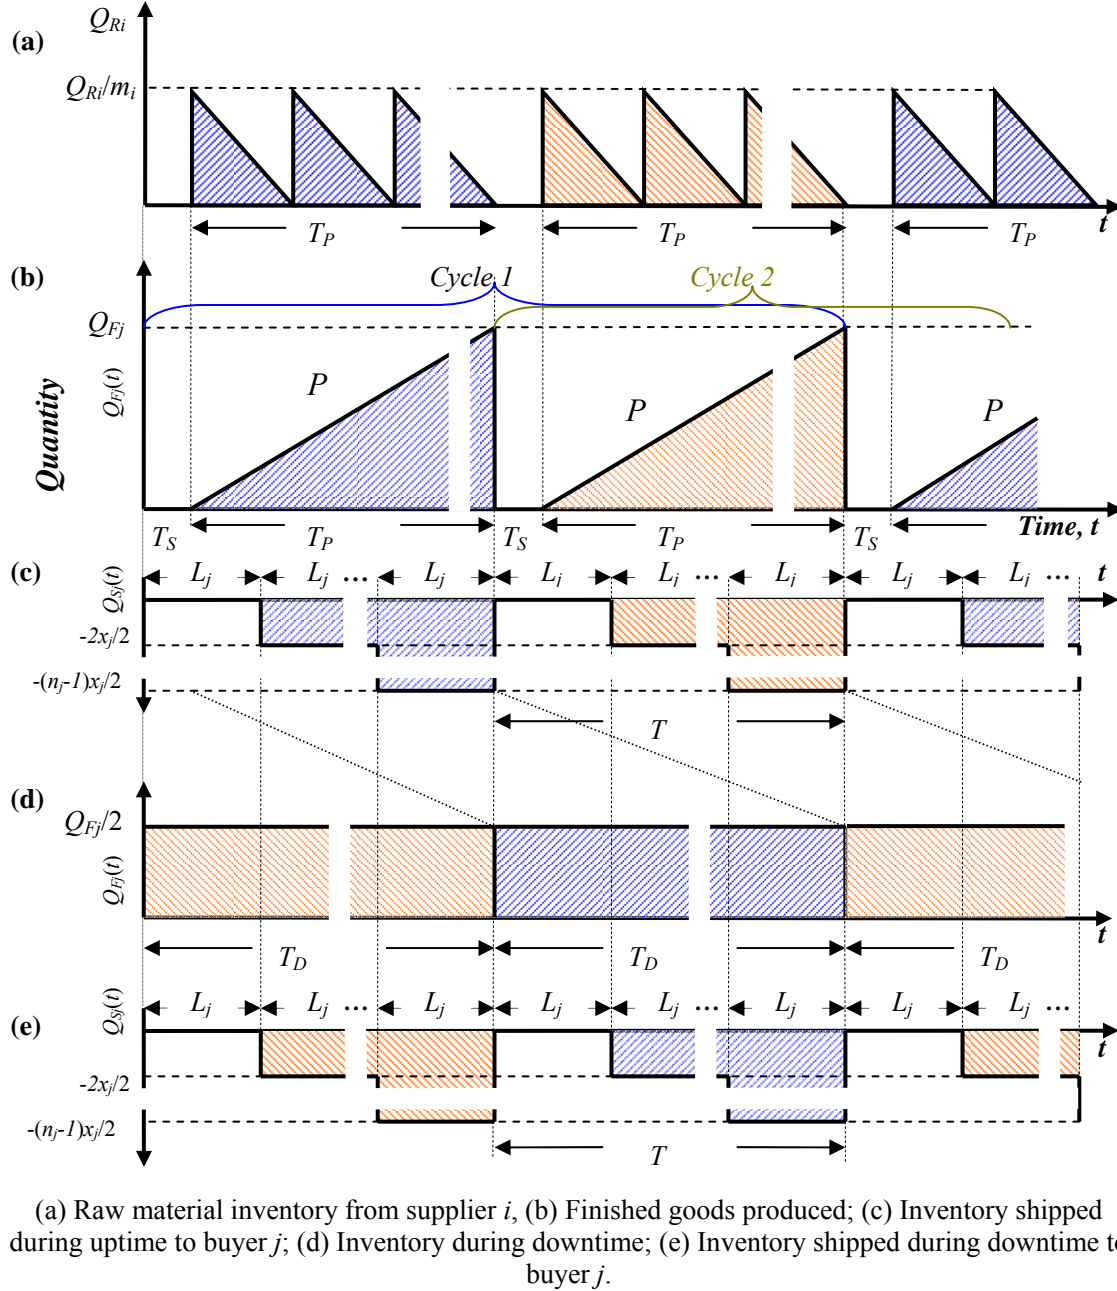 (a)
Q_Ri
Q_Ri/m_i
T_P T_P T_P t
(b)
Cycle 1 Cycle 2
Q_Fj
Q_Fj(t)
Quantity
P P P
T_S T_P T_S T_P T_S Time, t
(c)
L_j L_j ... L_j L_j L_j ... L_j L_j L_j ... t
Q_Sj(t)
-2x_j/2
-(n_j-1)x_j/2
T
(d)
Q_Fj/2
Q_Fj(t)
t
T_D T_D T_D
L_j L_j ... L_j L_j L_j ... L_j L_j L_j ...
Q_Sj(t)
(e)
t
-2x_j/2
-(n_j-1)x_j/2
T
(a) Raw material inventory from supplier i, (b) Finished goods produced; (c) Inventory shipped
during uptime to buyer j; (d) Inventory during downtime; (e) Inventory shipped during downtime to
buyer j.